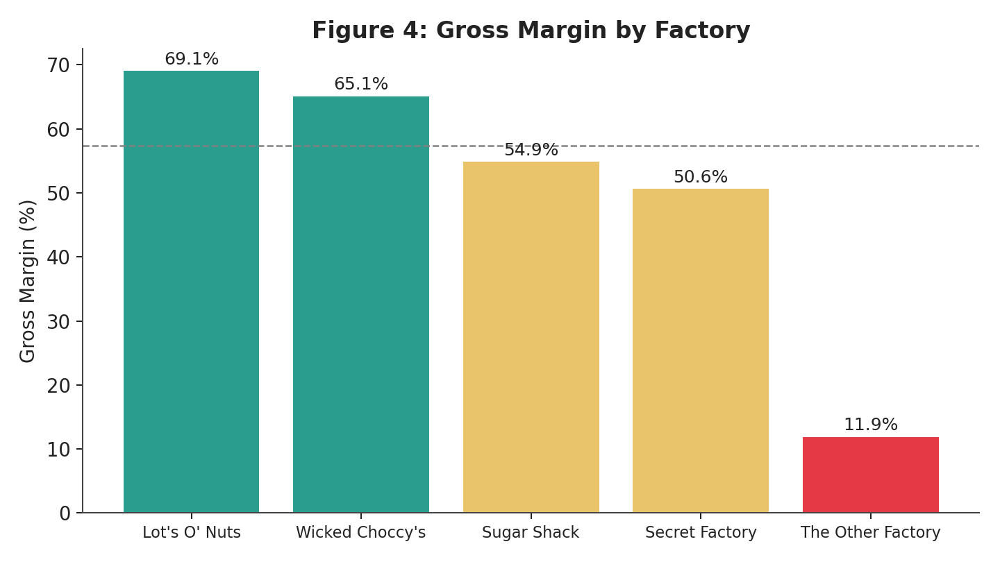 Figure 4: Gross Margin by Factory
Gross Margin (%)
70
60
50
40
30
20
10
0
69.1%
65.1%
54.9%
50.6%
11.9%
Lot's O' Nuts
Wicked Choccy's
Sugar Shack
Secret Factory
The Other Factory